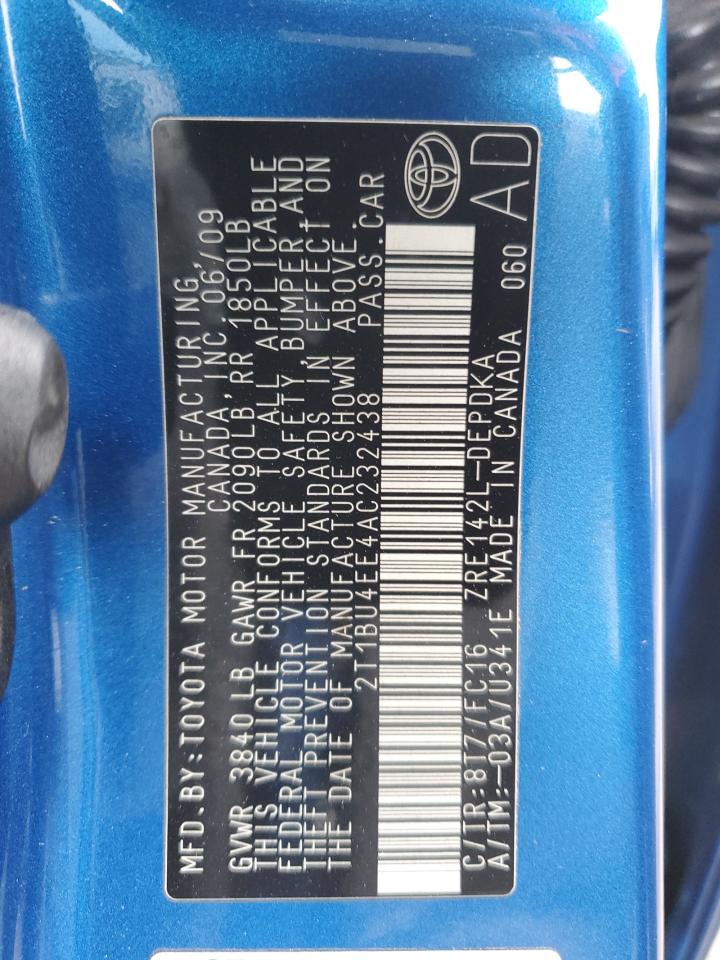 MFD.BY:TOYOTA MOTOR MANUFACTURING,
CANADA, INC 06/09
GVWR 3840 LB GAWR FR 2090LB,RR 1850LB
THIS VEHICLE CONFORMS TO ALL APPLICABLE
FEDERAL MOTOR VEHICLE SAFETY,BUMPER,AND
THEFT PREVENTION STANDARDS IN EFFECT ON
THE DATE OF MANUFACTURE SHOWN ABOVE.
2T1BU4EE4AC232438 PASS.CAR
C/TR:8T7/FC16 ZRE142L-DEPDKA
A/TM:-03A/U341E MADE IN CANADA 060
AD